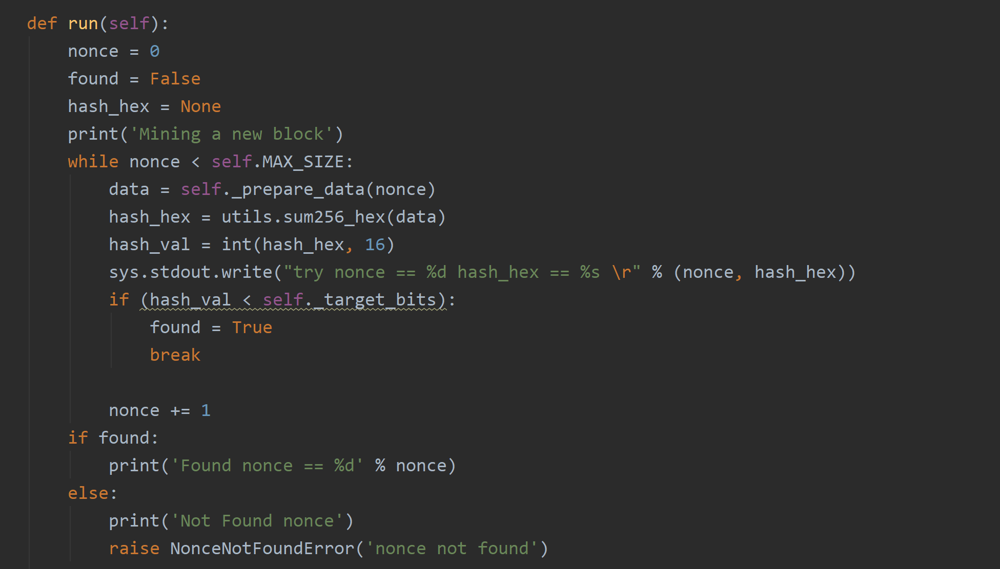 def run(self):
    nonce = 0
    found = False
    hash_hex = None
    print('Mining a new block')
    while nonce < self.MAX_SIZE:
        data = self._prepare_data(nonce)
        hash_hex = utils.sum256_hex(data)
        hash_val = int(hash_hex, 16)
        sys.stdout.write("try nonce == %d hash_hex == %s \r" % (nonce, hash_hex))
        if (hash_val < self._target_bits):
            found = True
            break

        nonce += 1
    if found:
        print('Found nonce == %d' % nonce)
    else:
        print('Not Found nonce')
        raise NonceNotFoundError('nonce not found')